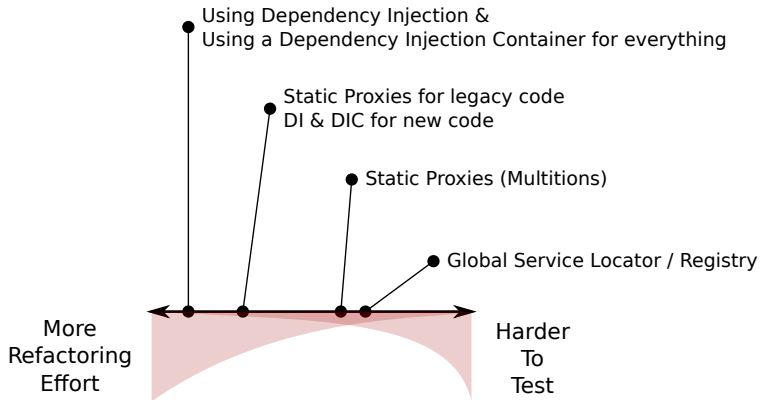 Using Dependency Injection &
Using a Dependency Injection Container for everything
Static Proxies for legacy code
DI & DIC for new code
Static Proxies (Multitions)
Global Service Locator / Registry
More
Refactoring
Effort
Harder
To
Test